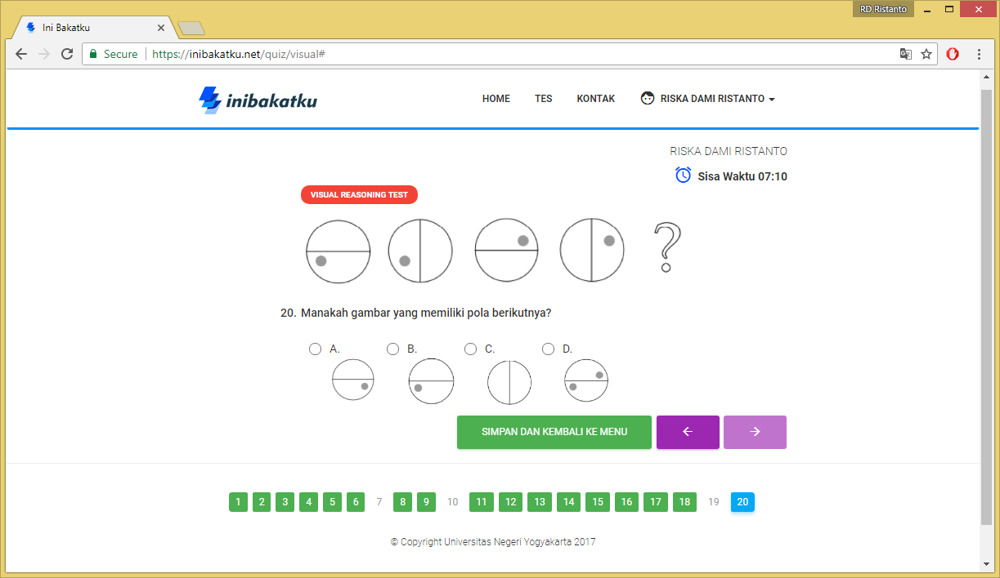 RD Ristanto
Ini Bakatku
Secure
https://inibakatku.net/quiz/visual#
inibakatku
HOME
TES
KONTAK
RISKA DAMI RISTANTO
RISKA DAMI RISTANTO
Sisa Waktu 07:10
VISUAL REASONING TEST
?
20. Manakah gambar yang memiliki pola berikutnya?
A.
B.
C.
D.
SIMPAN DAN KEMBALI KE MENU
1 2 3 4 5 6 7 8 9 10 11 12 13 14 15 16 17 18 19 20
© Copyright Universitas Negeri Yogyakarta 2017